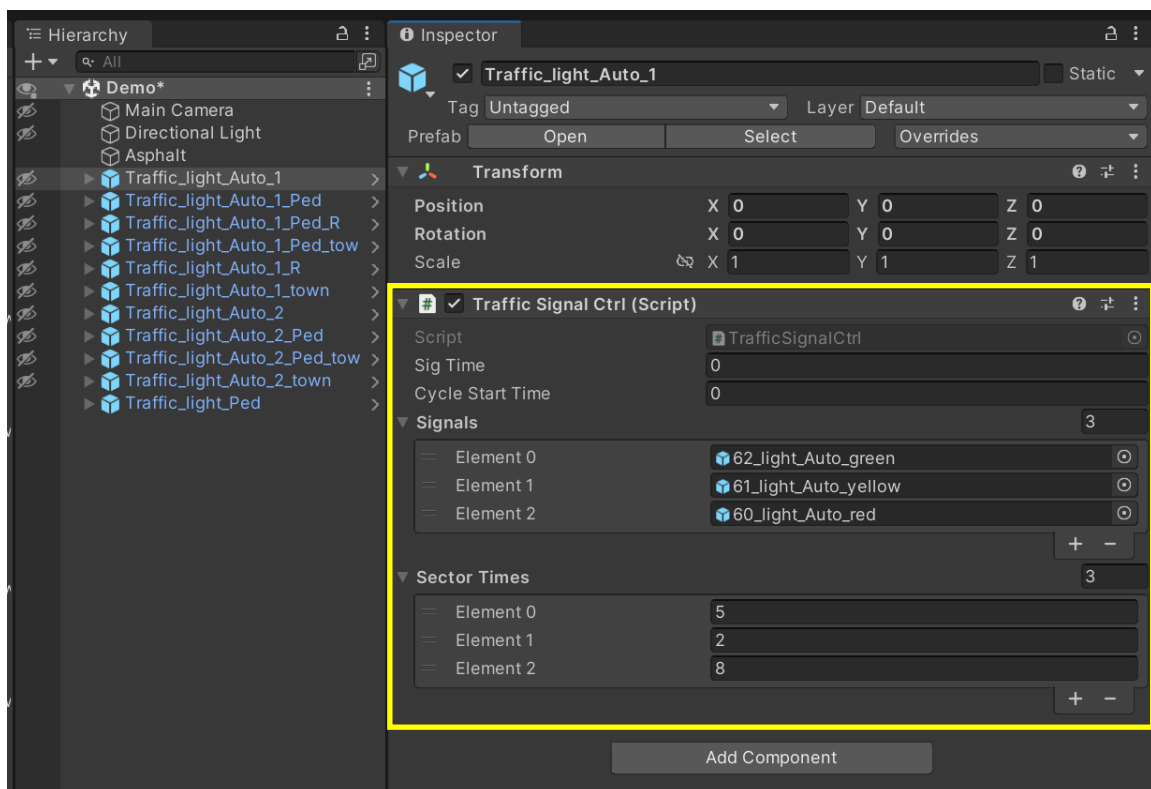 Hierarchy
All
Demo*
Main Camera
Directional Light
Asphalt
Traffic_light_Auto_1
Traffic_light_Auto_1_Ped
Traffic_light_Auto_1_Ped_R
Traffic_light_Auto_1_Ped_tow
Traffic_light_Auto_1_R
Traffic_light_Auto_1_town
Traffic_light_Auto_2
Traffic_light_Auto_2_Ped
Traffic_light_Auto_2_Ped_tow
Traffic_light_Auto_2_town
Traffic_light_Ped
Inspector
Traffic_light_Auto_1 Static
Tag Untagged Layer Default
Prefab Open Select Overrides
Transform
Position X 0 Y 0 Z 0
Rotation X 0 Y 0 Z 0
Scale X 1 Y 1 Z 1
# Traffic Signal Ctrl (Script)
Script # TrafficSignalCtrl
Sig Time 0
Cycle Start Time 0
Signals 3
Element 0 62_light_Auto_green
Element 1 61_light_Auto_yellow
Element 2 60_light_Auto_red
+ −
Sector Times 3
Element 0 5
Element 1 2
Element 2 8
+ −
Add Component